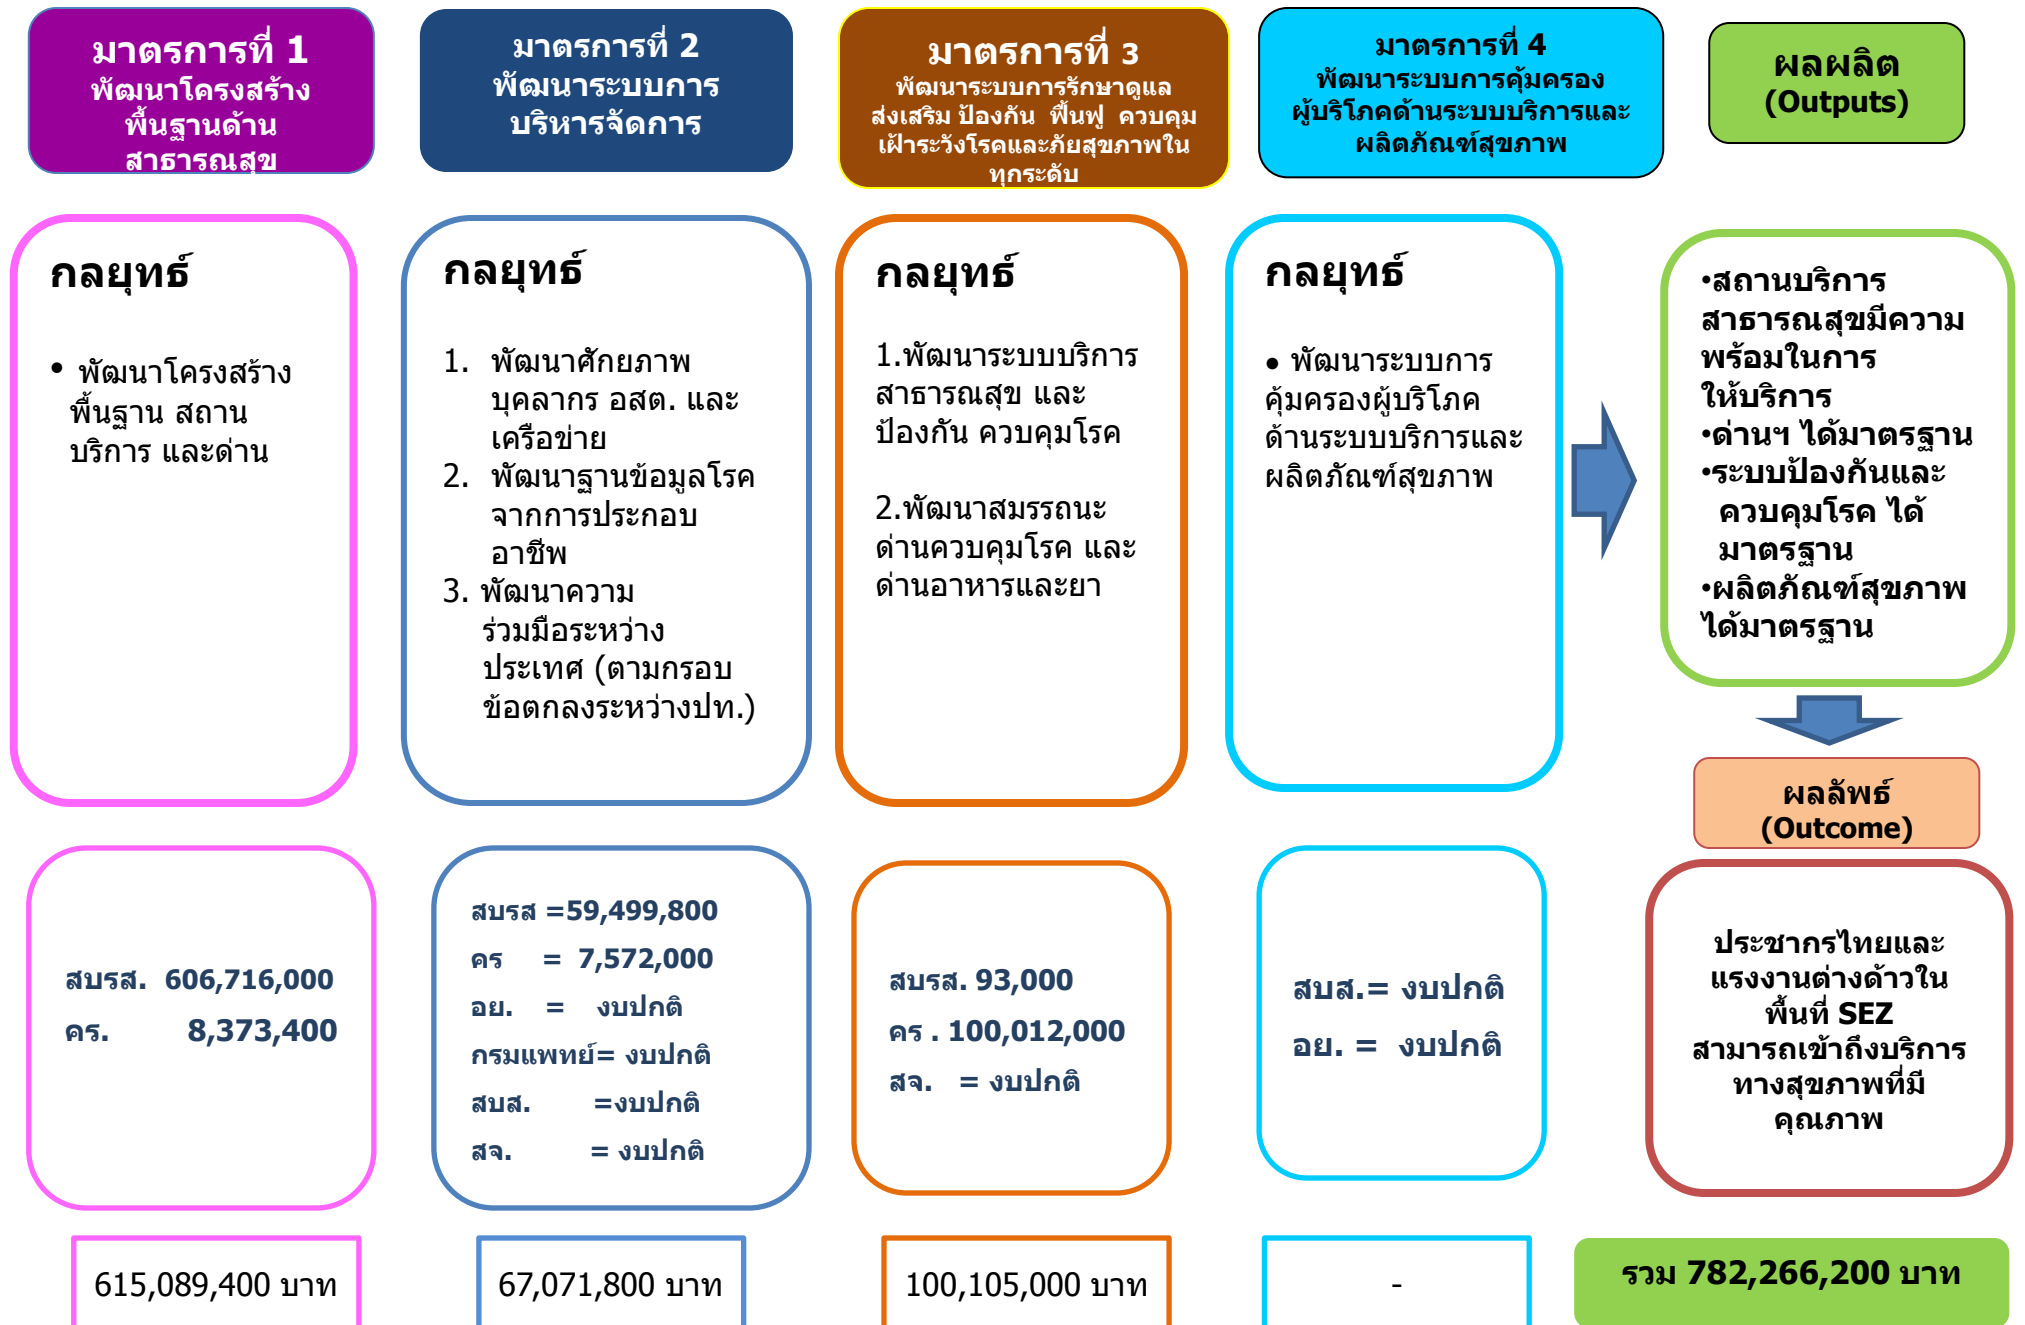 มาตรการที่ 1
พัฒนาโครงสร้าง
พื้นฐานด้าน
สาธารณสุข
มาตรการที่ 2
พัฒนาระบบการ
บริหารจัดการ
มาตรการที่ 3
พัฒนาระบบการรักษาดูแล
ส่งเสริม ป้องกัน ฟื้นฟู ควบคุม
เฝ้าระวังโรคและภัยสุขภาพใน
ทุกระดับ
มาตรการที่ 4
พัฒนาระบบการคุ้มครอง
ผู้บริโภคด้านระบบบริการและ
ผลิตภัณฑ์สุขภาพ
ผลผลิต
(Outputs)
กลยุทธ์
• พัฒนาโครงสร้าง
พื้นฐาน สถาน
บริการ และด่าน
กลยุทธ์
1. พัฒนาศักยภาพ
บุคลากร อสต. และ
เครือข่าย
2. พัฒนาฐานข้อมูลโรค
จากการประกอบ
อาชีพ
3. พัฒนาความ
ร่วมมือระหว่าง
ประเทศ (ตามกรอบ
ข้อตกลงระหว่างปท.)
กลยุทธ์
1.พัฒนาระบบบริการ
สาธารณสุข และ
ป้องกัน ควบคุมโรค
2.พัฒนาสมรรถนะ
ด่านควบคุมโรค และ
ด่านอาหารและยา
กลยุทธ์
• พัฒนาระบบการ
คุ้มครองผู้บริโภค
ด้านระบบบริการและ
ผลิตภัณฑ์สุขภาพ
•สถานบริการ
สาธารณสุขมีความ
พร้อมในการ
ให้บริการ
•ด่านฯ ได้มาตรฐาน
•ระบบป้องกันและ
ควบคุมโรค ได้
มาตรฐาน
•ผลิตภัณฑ์สุขภาพ
ได้มาตรฐาน
ผลลัพธ์
(Outcome)
สบรส. 606,716,000
คร. 8,373,400
สบรส =59,499,800
คร = 7,572,000
อย. = งบปกติ
กรมแพทย์= งบปกติ
สบส. =งบปกติ
สจ. = งบปกติ
สบรส. 93,000
คร . 100,012,000
สจ. = งบปกติ
สบส.= งบปกติ
อย. = งบปกติ
ประชากรไทยและ
แรงงานต่างด้าวใน
พื้นที่ SEZ
สามารถเข้าถึงบริการ
ทางสุขภาพที่มี
คุณภาพ
615,089,400 บาท
67,071,800 บาท
100,105,000 บาท
-
รวม 782,266,200 บาท